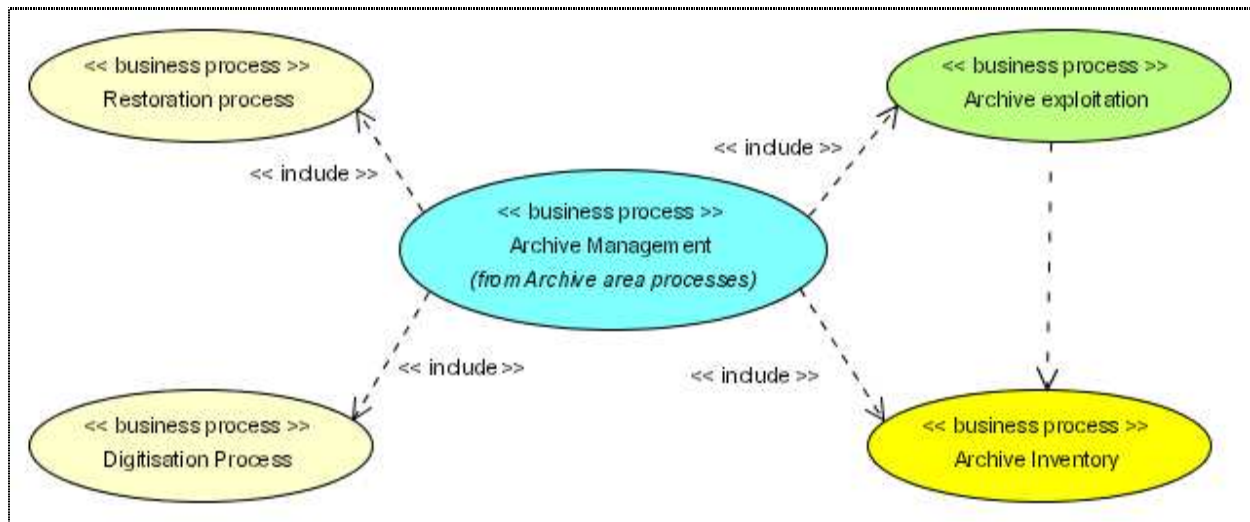 << business process >>
Restoration process
<< business process >>
Archive exploitation
<< include >>
<< include >>
<< business process >>
Archive Management
(from Archive area processes)
<< include >>
<< include >>
<< business process >>
Digitisation Process
<< business process >>
Archive Inventory